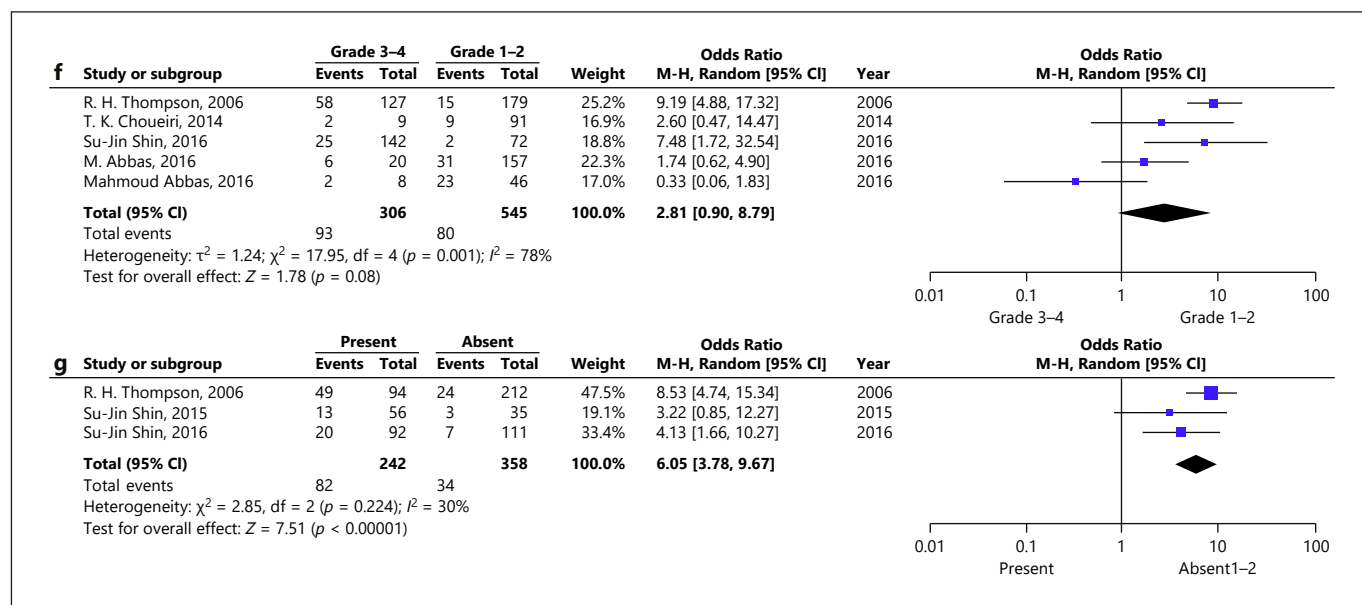 Grade 3–4 Grade 1–2 Odds Ratio Odds Ratio
f Study or subgroup Events Total Events Total Weight M-H, Random [95% CI] Year M-H, Random [95% CI]
R. H. Thompson, 2006 58 127 15 179 25.2% 9.19 [4.88, 17.32] 2006
T. K. Choueiri, 2014 2 9 9 91 16.9% 2.60 [0.47, 14.47] 2014
Su-Jin Shin, 2016 25 142 2 72 18.8% 7.48 [1.72, 32.54] 2016
M. Abbas, 2016 6 20 31 157 22.3% 1.74 [0.62, 4.90] 2016
Mahmoud Abbas, 2016 2 8 23 46 17.0% 0.33 [0.06, 1.83] 2016
Total (95% CI) 306 545 100.0% 2.81 [0.90, 8.79]
Total events 93 80
Heterogeneity: τ² = 1.24; χ² = 17.95, df = 4 (p = 0.001); I² = 78%
Test for overall effect: Z = 1.78 (p = 0.08)
0.01 0.1 1 10 100
Grade 3–4 Grade 1–2
Present Absent Odds Ratio Odds Ratio
g Study or subgroup Events Total Events Total Weight M-H, Random [95% CI] Year M-H, Random [95% CI]
R. H. Thompson, 2006 49 94 24 212 47.5% 8.53 [4.74, 15.34] 2006
Su-Jin Shin, 2015 13 56 3 35 19.1% 3.22 [0.85, 12.27] 2015
Su-Jin Shin, 2016 20 92 7 111 33.4% 4.13 [1.66, 10.27] 2016
Total (95% CI) 242 358 100.0% 6.05 [3.78, 9.67]
Total events 82 34
Heterogeneity: χ² = 2.85, df = 2 (p = 0.224); I² = 30%
Test for overall effect: Z = 7.51 (p < 0.00001)
0.01 0.1 1 10 100
Present Absent1–2